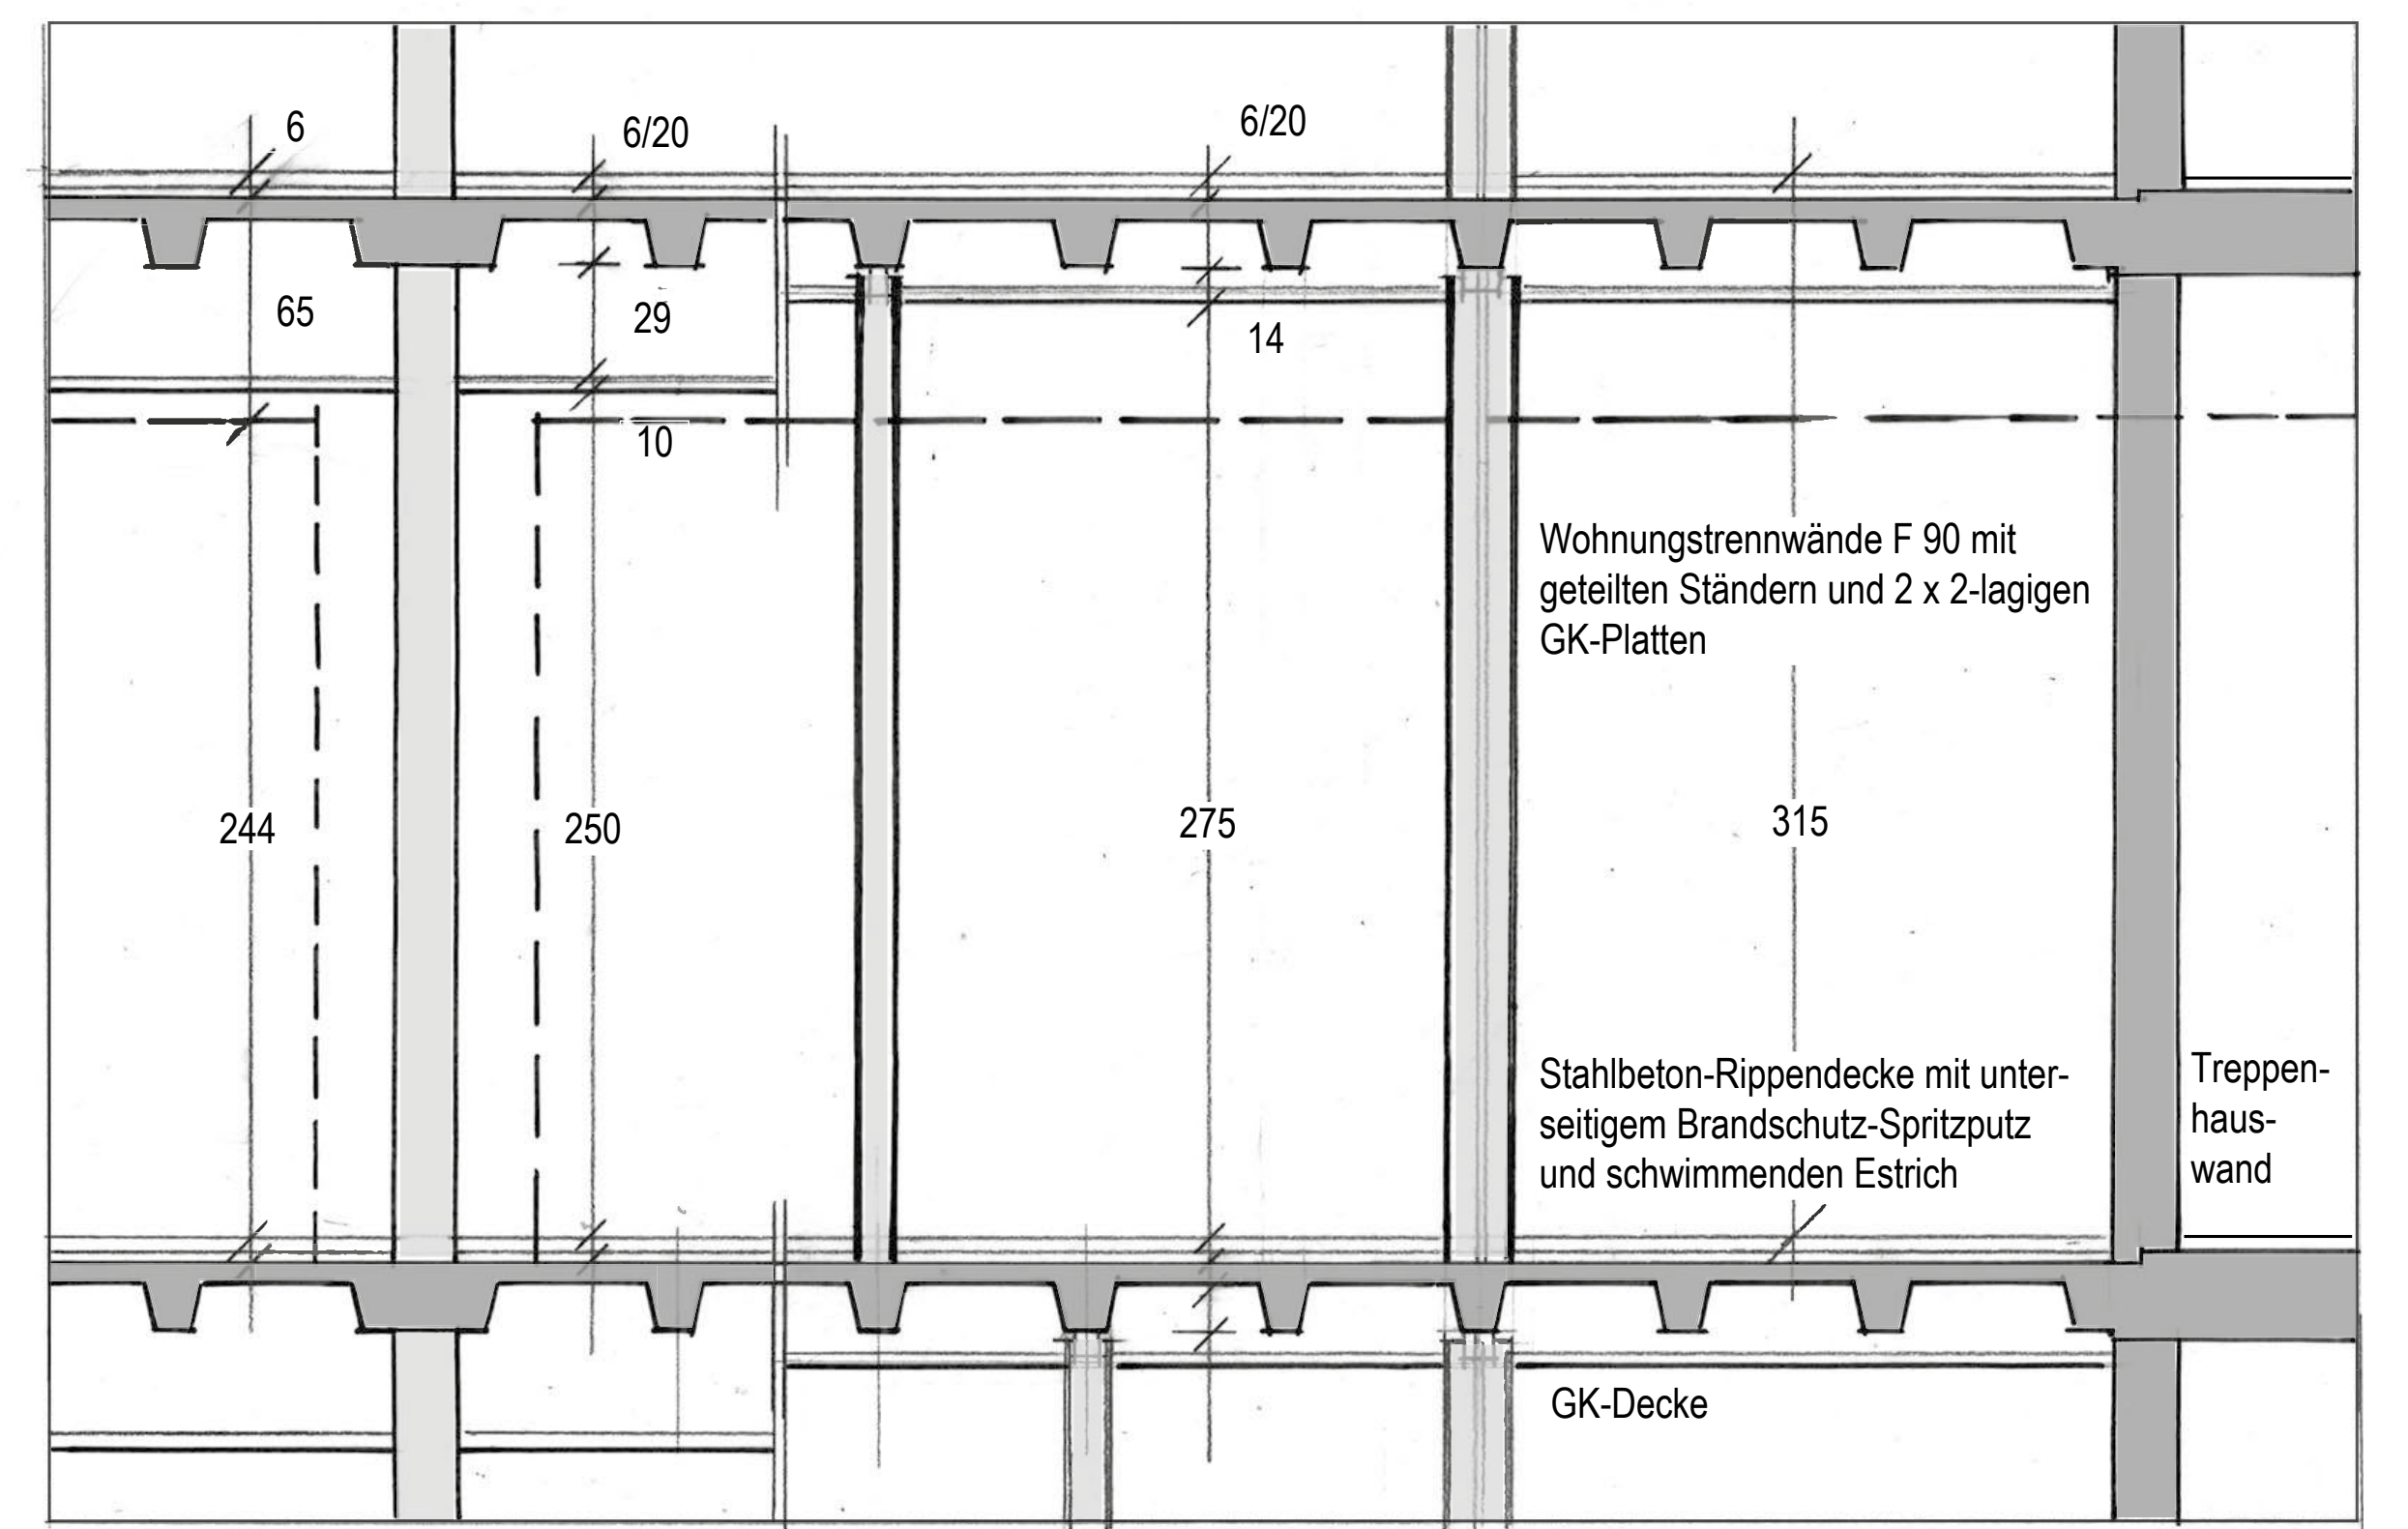 6
6/20
6/20
65
29
14
10
Wohnungstrennwände F 90 mit
geteilten Ständern und 2 x 2-lagigen
GK-Platten
244
250
275
315
Stahlbeton-Rippendecke mit unter-
seitigem Brandschutz-Spritzputz
und schwimmenden Estrich
Treppen-
haus-
wand
GK-Decke